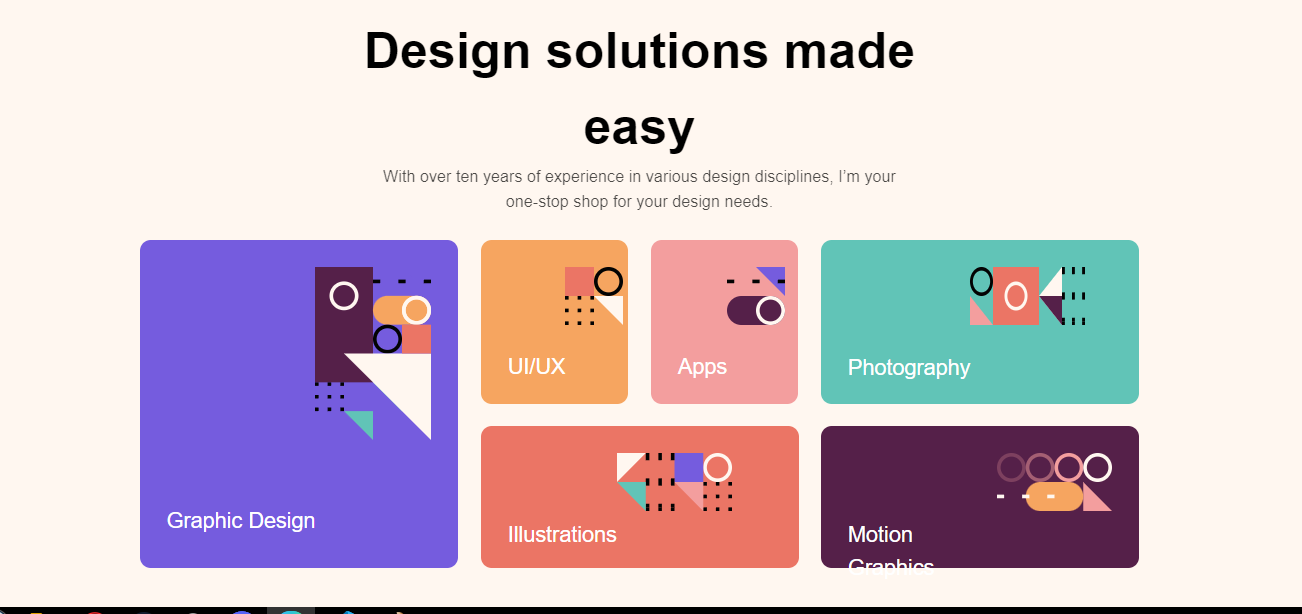 Design solutions made
easy
With over ten years of experience in various design disciplines, I’m your
one-stop shop for your design needs.
Graphic Design
UI/UX
Apps
Photography
Illustrations
Motion
Graphics